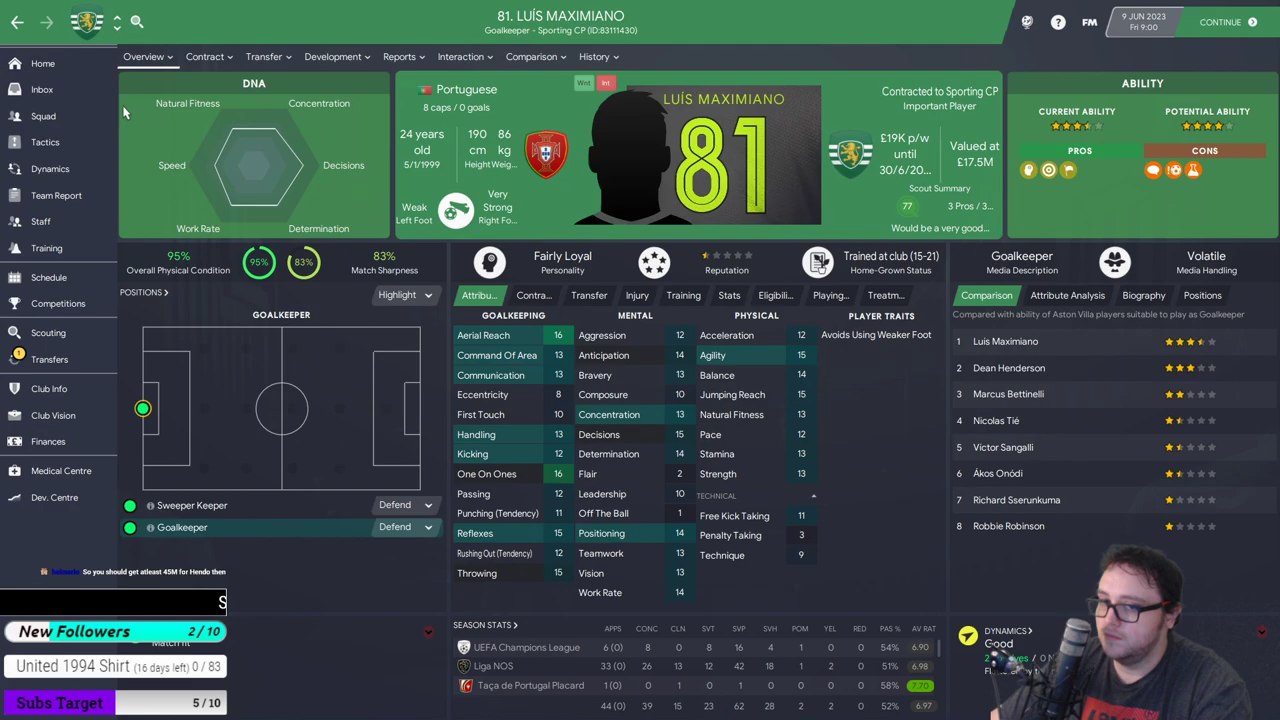 81. LUÍS MAXIMIANO
Goalkeeper - Sporting CP (ID:83111430)
9 JUN 2023
Fri 9:00
FM
CONTINUE
Overview
Contract
Transfer
Development
Reports
Interaction
Comparison
History
Home
Inbox
Squad
Tactics
Dynamics
Team Report
Staff
Training
Schedule
Competitions
Scouting
1
Transfers
Club Info
Club Vision
Finances
Medical Centre
Dev. Centre
DNA
Natural Fitness
Concentration
Speed
Decisions
Work Rate
Determination
Portuguese
8 caps / 0 goals
24 years old
5/1/1999
190 cm
Height
86 kg
Weig...
Weak
Left Foot
Very Strong
Right Fo...
Wnt
Int
LUÍS MAXIMIANO
81
Contracted to Sporting CP
Important Player
£19K p/w until 30/6/20...
Valued at £17.5M
Scout Summary
77
3 Pros / 3...
Would be a very good...
ABILITY
CURRENT ABILITY
POTENTIAL ABILITY
PROS
CONS
95%
Overall Physical Condition
95%
83%
83%
Match Sharpness
Fairly Loyal
Personality
Reputation
Trained at club (15-21)
Home-Grown Status
Goalkeeper
Media Description
Volatile
Media Handling
POSITIONS
Highlight
GOALKEEPER
Sweeper Keeper
Defend
Goalkeeper
Defend
Attribu...
Contra...
Transfer
Injury
Training
Stats
Eligibili...
Playing...
Treatm...
GOALKEEPING
Aerial Reach 16
Command Of Area 13
Communication 13
Eccentricity 8
First Touch 10
Handling 13
Kicking 12
One On Ones 16
Passing 12
Punching (Tendency) 11
Reflexes 15
Rushing Out (Tendency) 12
Throwing 15
MENTAL
Aggression 12
Anticipation 14
Bravery 13
Composure 10
Concentration 13
Decisions 15
Determination 14
Flair 2
Leadership 10
Off The Ball 1
Positioning 14
Teamwork 13
Vision 13
Work Rate 14
PHYSICAL
Acceleration 12
Agility 15
Balance 14
Jumping Reach 15
Natural Fitness 13
Pace 12
Stamina 13
Strength 13
TECHNICAL
Free Kick Taking 11
Penalty Taking 3
Technique 9
PLAYER TRAITS
Avoids Using Weaker Foot
Comparison
Attribute Analysis
Biography
Positions
Compared with ability of Aston Villa players suitable to play as Goalkeeper
1 Luís Maximiano
2 Dean Henderson
3 Marcus Bettinelli
4 Nicolas Tié
5 Víctor Sangalli
6 Ákos Onódi
7 Richard Sserunkuma
8 Robbie Robinson
SEASON STATS
APPS CONC CLN SVT SVP SVH POM YEL RED PAS % AV RAT
UEFA Champions League 6 (0) 8 0 8 16 4 1 0 0 54% 6.90
Liga NOS 33 (0) 26 13 12 42 18 1 2 0 51% 6.98
Taça de Portugal Placard 1 (0) 0 1 0 1 0 0 0 0 58% 7.70
44 (0) 39 15 23 62 28 2 2 0 52% 6.97
DYNAMICS
Good
So you should get atleast 45M for Hendo then
S
New Followers 2 / 10
United 1994 Shirt (16 days left) 0 / 83
Subs Target 5 / 10